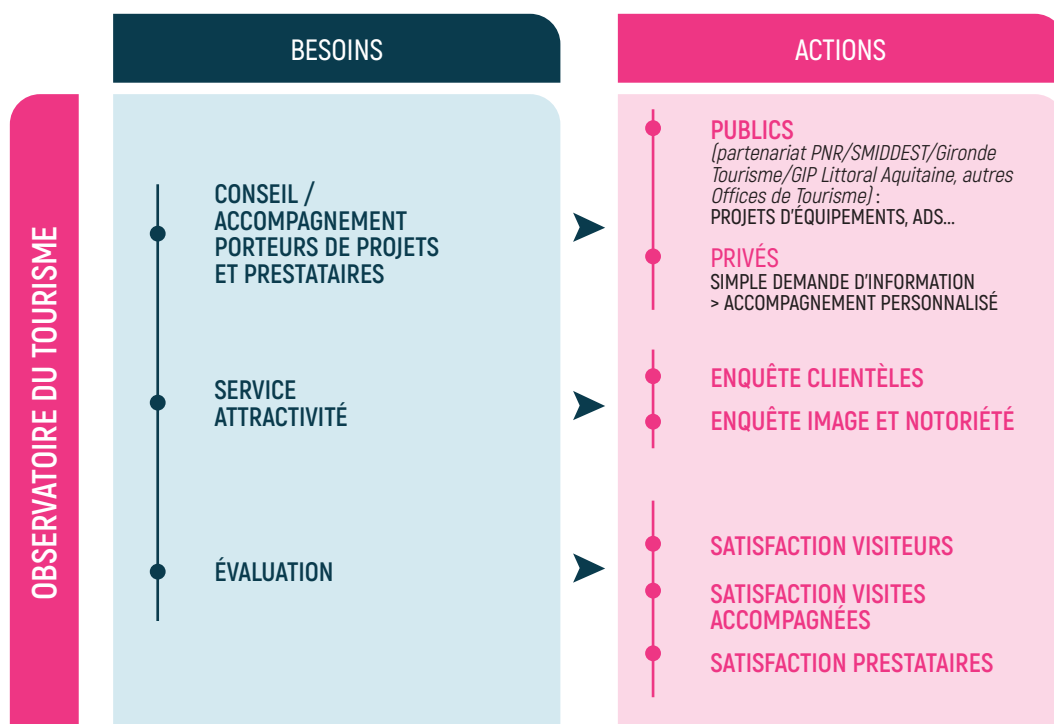 BESOINS
ACTIONS
OBSERVATOIRE DU TOURISME
CONSEIL /
ACCOMPAGNEMENT
PORTEURS DE PROJETS
ET PRESTATAIRES
PUBLICS
(partenariat PNR/SMIDDEST/Gironde
Tourisme/GIP Littoral Aquitaine, autres
Offices de Tourisme) :
PROJETS D'ÉQUIPEMENTS, ADS...
PRIVÉS
SIMPLE DEMANDE D'INFORMATION
> ACCOMPAGNEMENT PERSONNALISÉ
SERVICE
ATTRACTIVITÉ
ENQUÊTE CLIENTÈLES
ENQUÊTE IMAGE ET NOTORIÉTÉ
ÉVALUATION
SATISFACTION VISITEURS
SATISFACTION VISITES
ACCOMPAGNÉES
SATISFACTION PRESTATAIRES